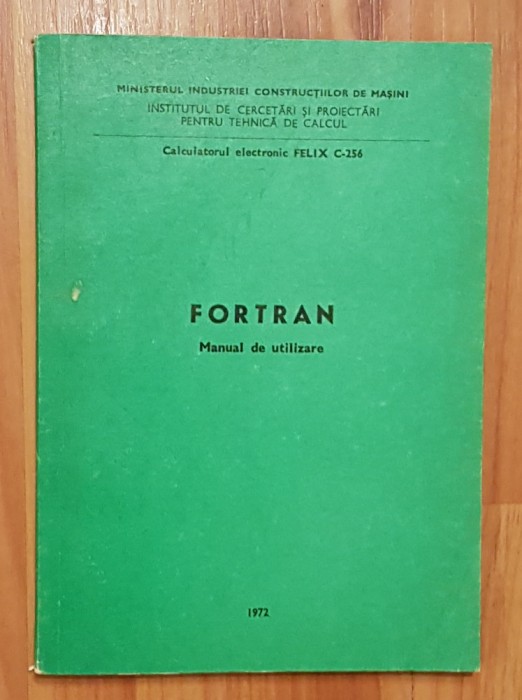 MINISTERUL INDUSTRIEI CONSTRUCȚIILOR DE MAȘINI
INSTITUTUL DE CERCETĂRI ȘI PROIECTĂRI
PENTRU TEHNICĂ DE CALCUL
Calculatorul electronic FELIX C-256
FORTRAN
Manual de utilizare
1972